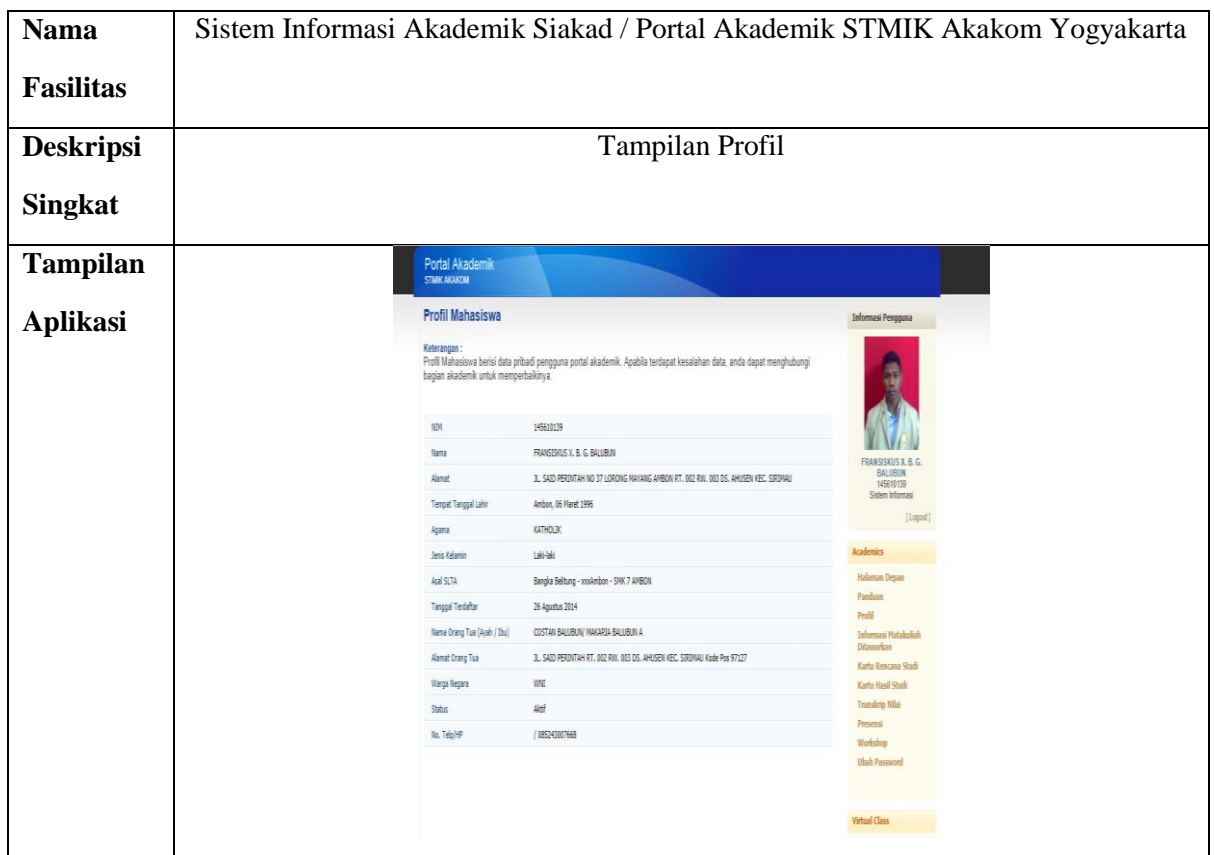 Nama
Fasilitas
Sistem Informasi Akademik Siakad / Portal Akademik STMIK Akakom Yogyakarta
Deskripsi
Singkat
Tampilan Profil
Tampilan
Aplikasi
Portal Akademik
STMIK AKAKOM
Profil Mahasiswa
Keterangan :
Profil Mahasiswa berisi data pribadi pengguna portal akademik. Apabila terdapat kesalahan data, anda dapat menghubungi
bagian akademik untuk memperbaikinya.
NIM 145610139
Nama FRANSISKUS X. B. G. BALUBUN
Alamat JL. SAID PERINTAH NO 37 LORONG MAYANG AMBON RT. 002 RW. 003 DS. AHUSEN KEC. SIRIMAU
Tempat Tanggal Lahir Ambon, 06 Maret 1996
Agama KATHOLIK
Jenis Kelamin Laki-laki
Asal SLTA Bangka Belitung - xxxAmbon - SMK 7 AMBON
Tanggal Terdaftar 26 Agustus 2014
Nama Orang Tua (Ayah / Ibu) COSTAN BALUBUN/ MAKARIA BALUBUN A
Alamat Orang Tua JL. SAID PERINTAH RT. 002 RW. 003 DS. AHUSEN KEC. SIRIMAU Kode Pos 97127
Warga Negara WNI
Status Aktif
No. Telp/HP / 085243007668
Informasi Pengguna
FRANSISKUS X. B. G.
BALUBUN
145610139
Sistem Informasi
[ Logout ]
Academics
Halaman Depan
Panduan
Profil
Informasi Matakuliah
Ditawarkan
Kartu Rencana Studi
Kartu Hasil Studi
Transkrip Nilai
Presensi
Workshop
Ubah Password
Virtual Class